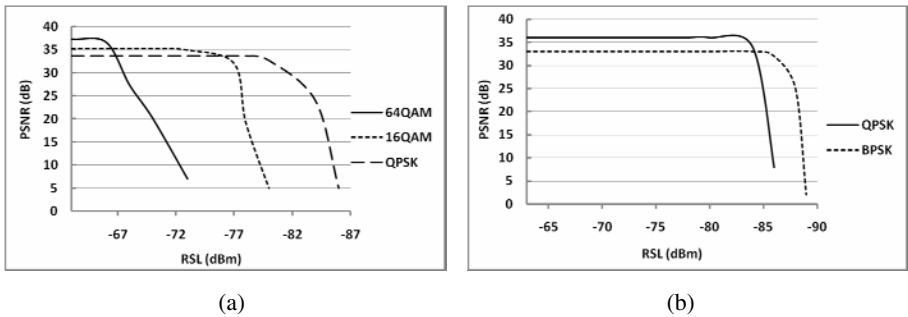 40
35
30
25
20
15
10
5
0
PSNR (dB)
-67 -72 -77 -82 -87
RSL (dBm)
64QAM
16QAM
QPSK
(a)
40
35
30
25
20
15
10
5
0
PSNR (dB)
-65 -70 -75 -80 -85 -90
RSL (dBm)
QPSK
BPSK
(b)